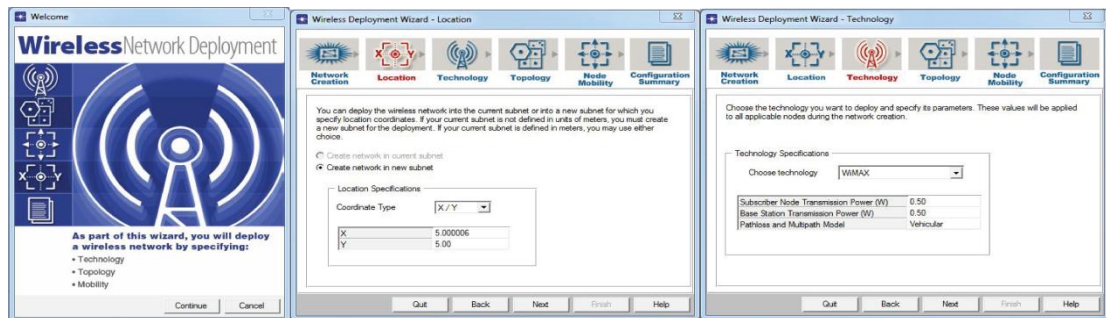 Welcome
Wireless Network Deployment
As part of this wizard, you will deploy
a wireless network by specifying:
• Technology
• Topology
• Mobility
Continue
Cancel
Wireless Deployment Wizard - Location
Network Creation
Location
Technology
Topology
Node Mobility
Configuration Summary
You can deploy the wireless network into the current subnet or into a new subnet for which you
specify location coordinates. If your current subnet is not defined in units of meters, you must create
a new subnet for the deployment. If your current subnet is defined in meters, you may use either
choice.
Create network in current subnet
Create network in new subnet
Location Specifications
Coordinate Type
X / Y
X 5.000006
Y 5.00
Quit
Back
Next
Finish
Help
Wireless Deployment Wizard - Technology
Network Creation
Location
Technology
Topology
Node Mobility
Configuration Summary
Choose the technology you want to deploy and specify its parameters. These values will be applied
to all applicable nodes during the network creation.
Technology Specifications
Choose technology
WiMAX
Subscriber Node Transmission Power (W) 0.50
Base Station Transmission Power (W) 0.50
Pathloss and Multipath Model Vehicular
Quit
Back
Next
Finish
Help